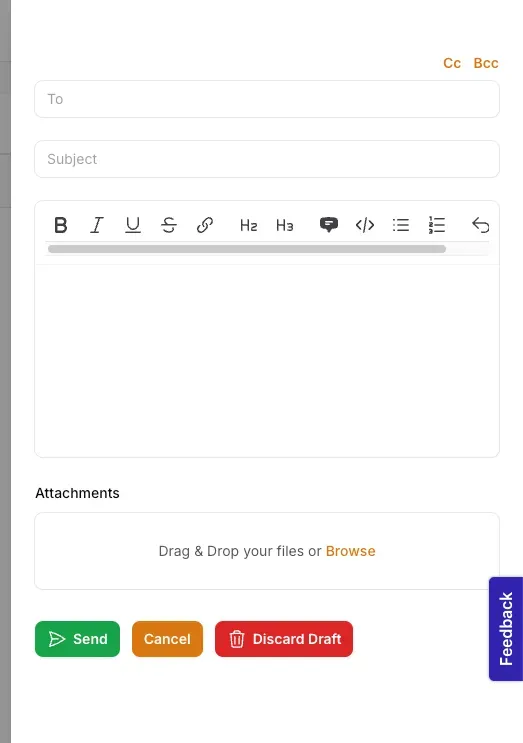 Cc Bcc
To
Subject
B I U S H2 H3
Attachments
Drag & Drop your files or Browse
Feedback
Send Cancel Discard Draft